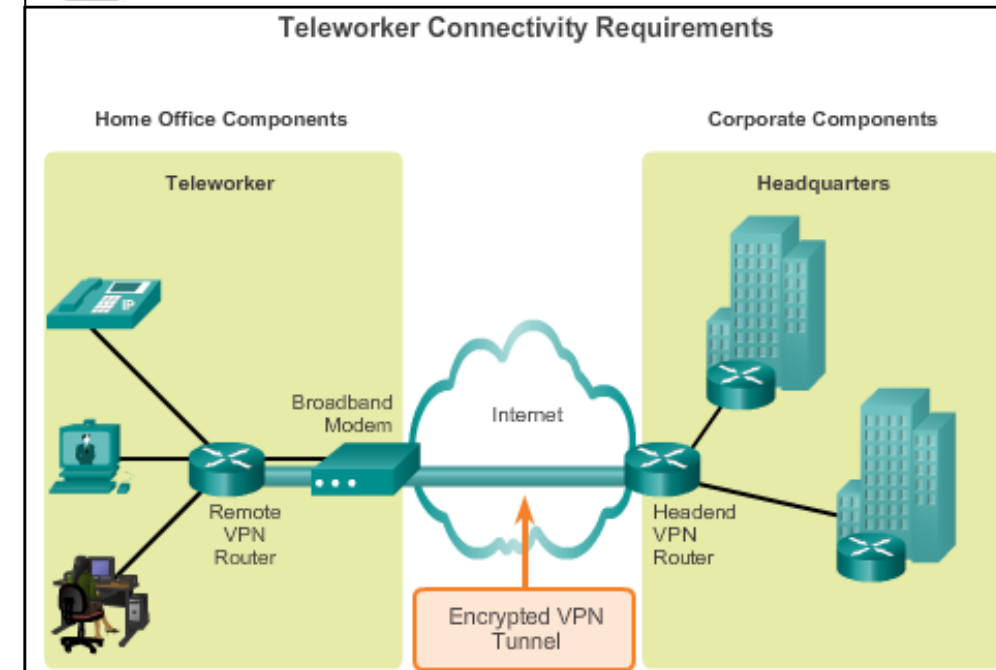 Teleworker Connectivity Requirements
Home Office Components
Corporate Components
Teleworker
Headquarters
IP
Broadband
Modem
Internet
Remote
VPN
Router
Headend
VPN
Router
Encrypted VPN
Tunnel